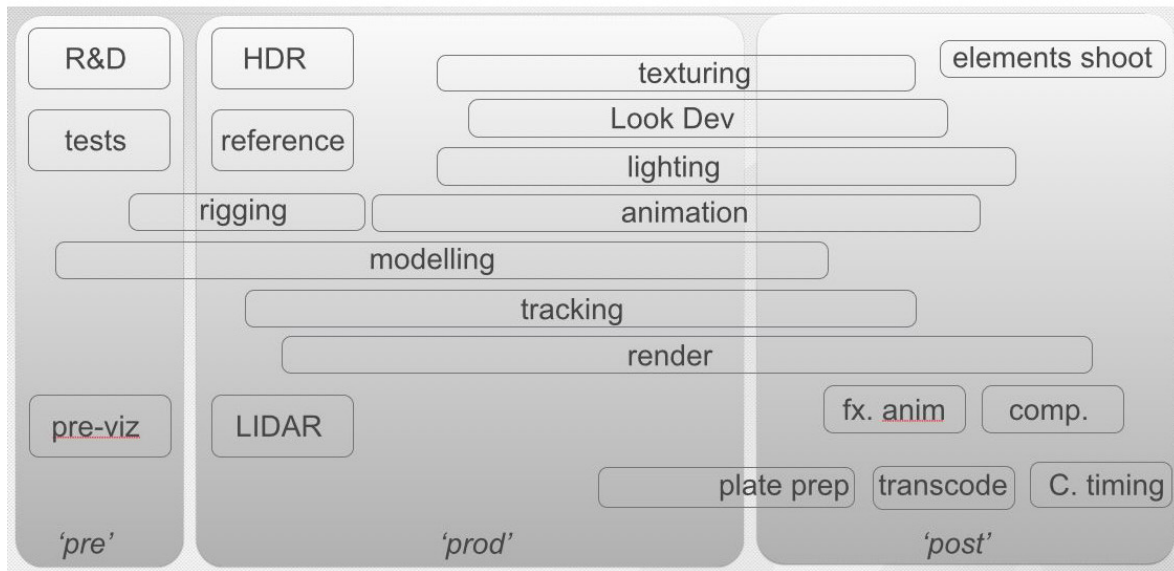 R&D
HDR
texturing
elements shoot
tests
reference
Look Dev
lighting
rigging
animation
modelling
tracking
render
pre-viz
LIDAR
fx. anim
comp.
plate prep
transcode
C. timing
‘pre’
‘prod’
‘post’